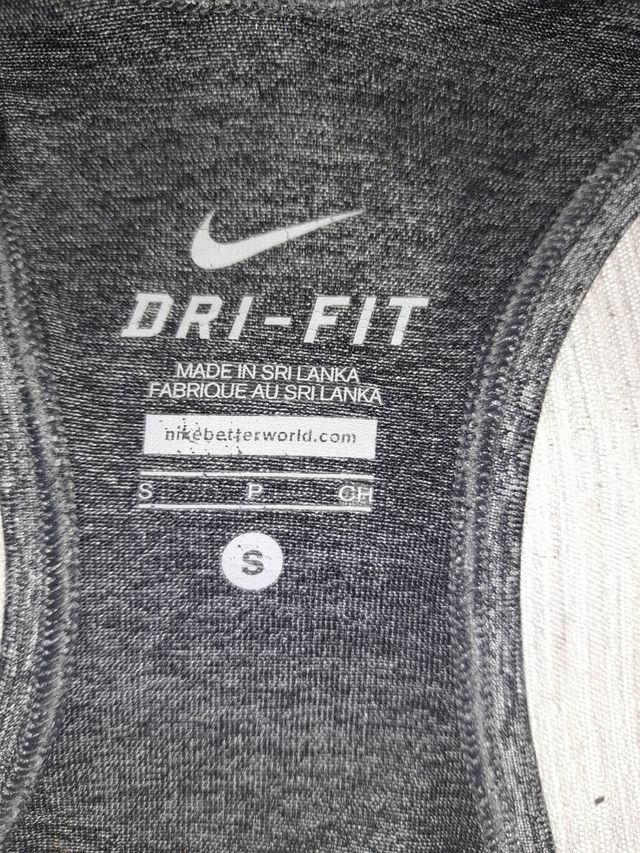 DRI-FIT
MADE IN SRI LANKA
FABRIQUE AU SRI LANKA
nikebetterworld.com
S P CH
S